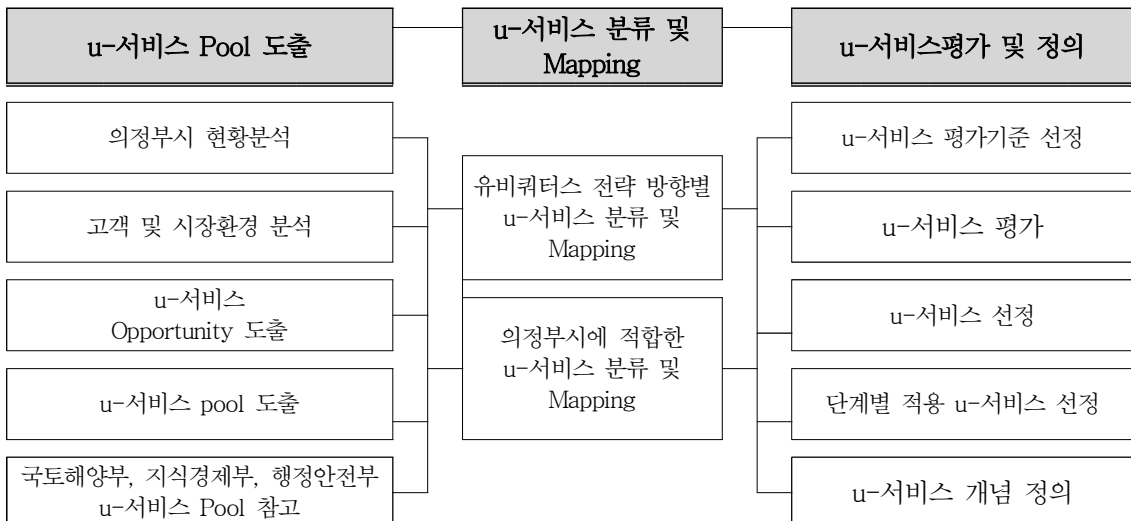 u-서비스 Pool 도출
u-서비스 분류 및
Mapping
u-서비스평가 및 정의
의정부시 현황분석
고객 및 시장환경 분석
u-서비스
Opportunity 도출
u-서비스 pool 도출
국토해양부, 지식경제부, 행정안전부
u-서비스 Pool 참고
유비쿼터스 전략 방향별
u-서비스 분류 및
Mapping
의정부시에 적합한
u-서비스 분류 및
Mapping
u-서비스 평가기준 선정
u-서비스 평가
u-서비스 선정
단계별 적용 u-서비스 선정
u-서비스 개념 정의